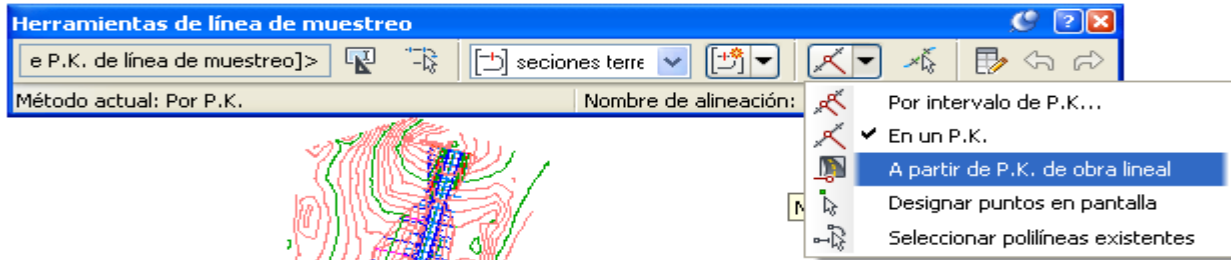 Herramientas de línea de muestreo
e P.K. de línea de muestreo]> seciones terre
Método actual: Por P.K. Nombre de alineación:
Por intervalo de P.K...
En un P.K.
A partir de P.K. de obra lineal
Designar puntos en pantalla
Seleccionar polilíneas existentes